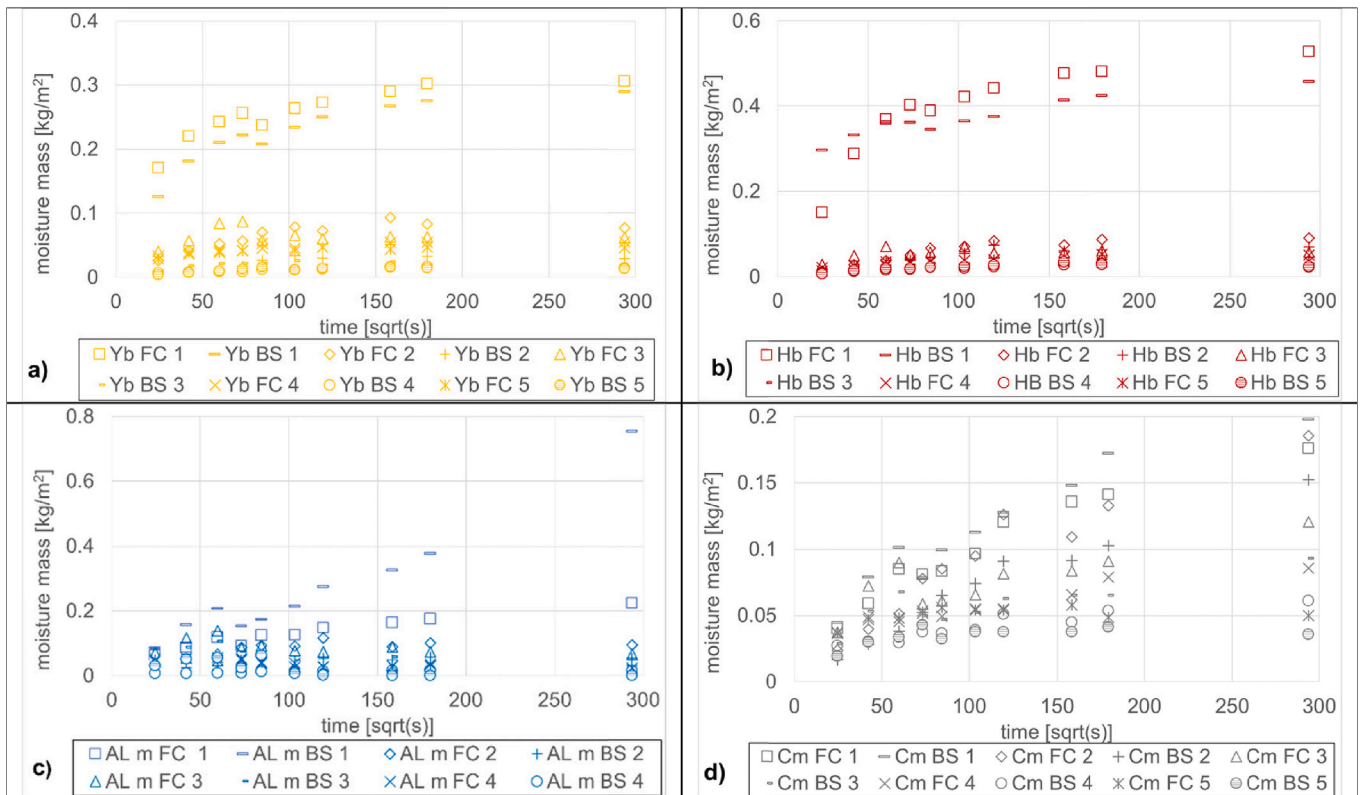 0.4
0.3
0.2
0.1
0
moisture mass [kg/m²]
0 50 100 150 200 250 300
time [sqrt(s)]
a)
Yb FC 1 Yb BS 1 Yb FC 2 Yb BS 2 Yb FC 3
Yb BS 3 Yb FC 4 Yb BS 4 Yb FC 5 Yb BS 5
0.6
0.4
0.2
0
moisture mass [kg/m²]
0 50 100 150 200 250 300
time [sqrt(s)]
b)
Hb FC 1 Hb BS 1 Hb FC 2 Hb BS 2 Hb FC 3
Hb BS 3 Hb FC 4 HB BS 4 Hb FC 5 Hb BS 5
0.8
0.6
0.4
0.2
0
moisture mass [kg/m²]
0 50 100 150 200 250 300
time [sqrt(s)]
c)
AL m FC 1 AL m BS 1 AL m FC 2 AL m BS 2
AL m FC 3 AL m BS 3 AL m FC 4 AL m BS 4
0.2
0.15
0.1
0.05
0
moisture mass [kg/m²]
0 50 100 150 200 250 300
time [sqrt(s)]
d)
Cm FC 1 Cm BS 1 Cm FC 2 Cm BS 2 Cm FC 3
Cm BS 3 Cm FC 4 Cm BS 4 Cm FC 5 Cm BS 5